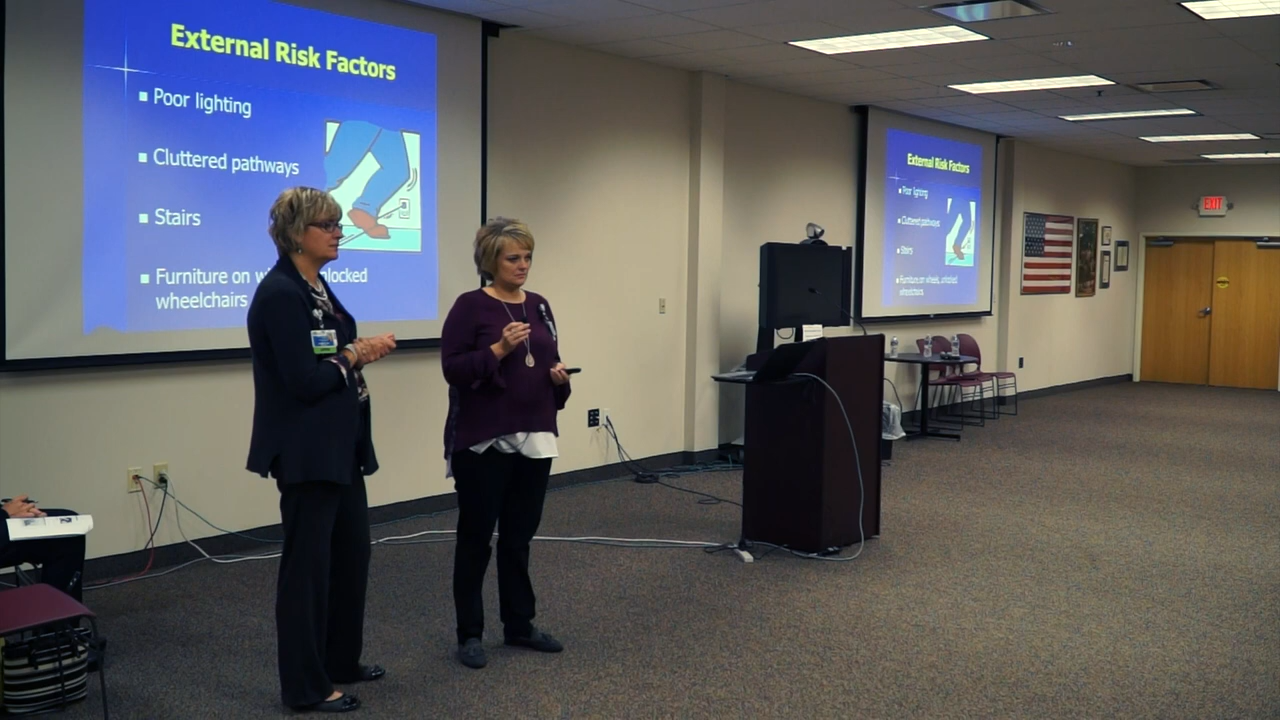 External Risk Factors
Poor lighting
Cluttered pathways
Stairs
Furniture on w nlocked
wheelchairs
External Risk Factors
Poor lighting
Cluttered pathways
Stairs
Furniture on wheels, unlocked
wheelchairs
EXIT